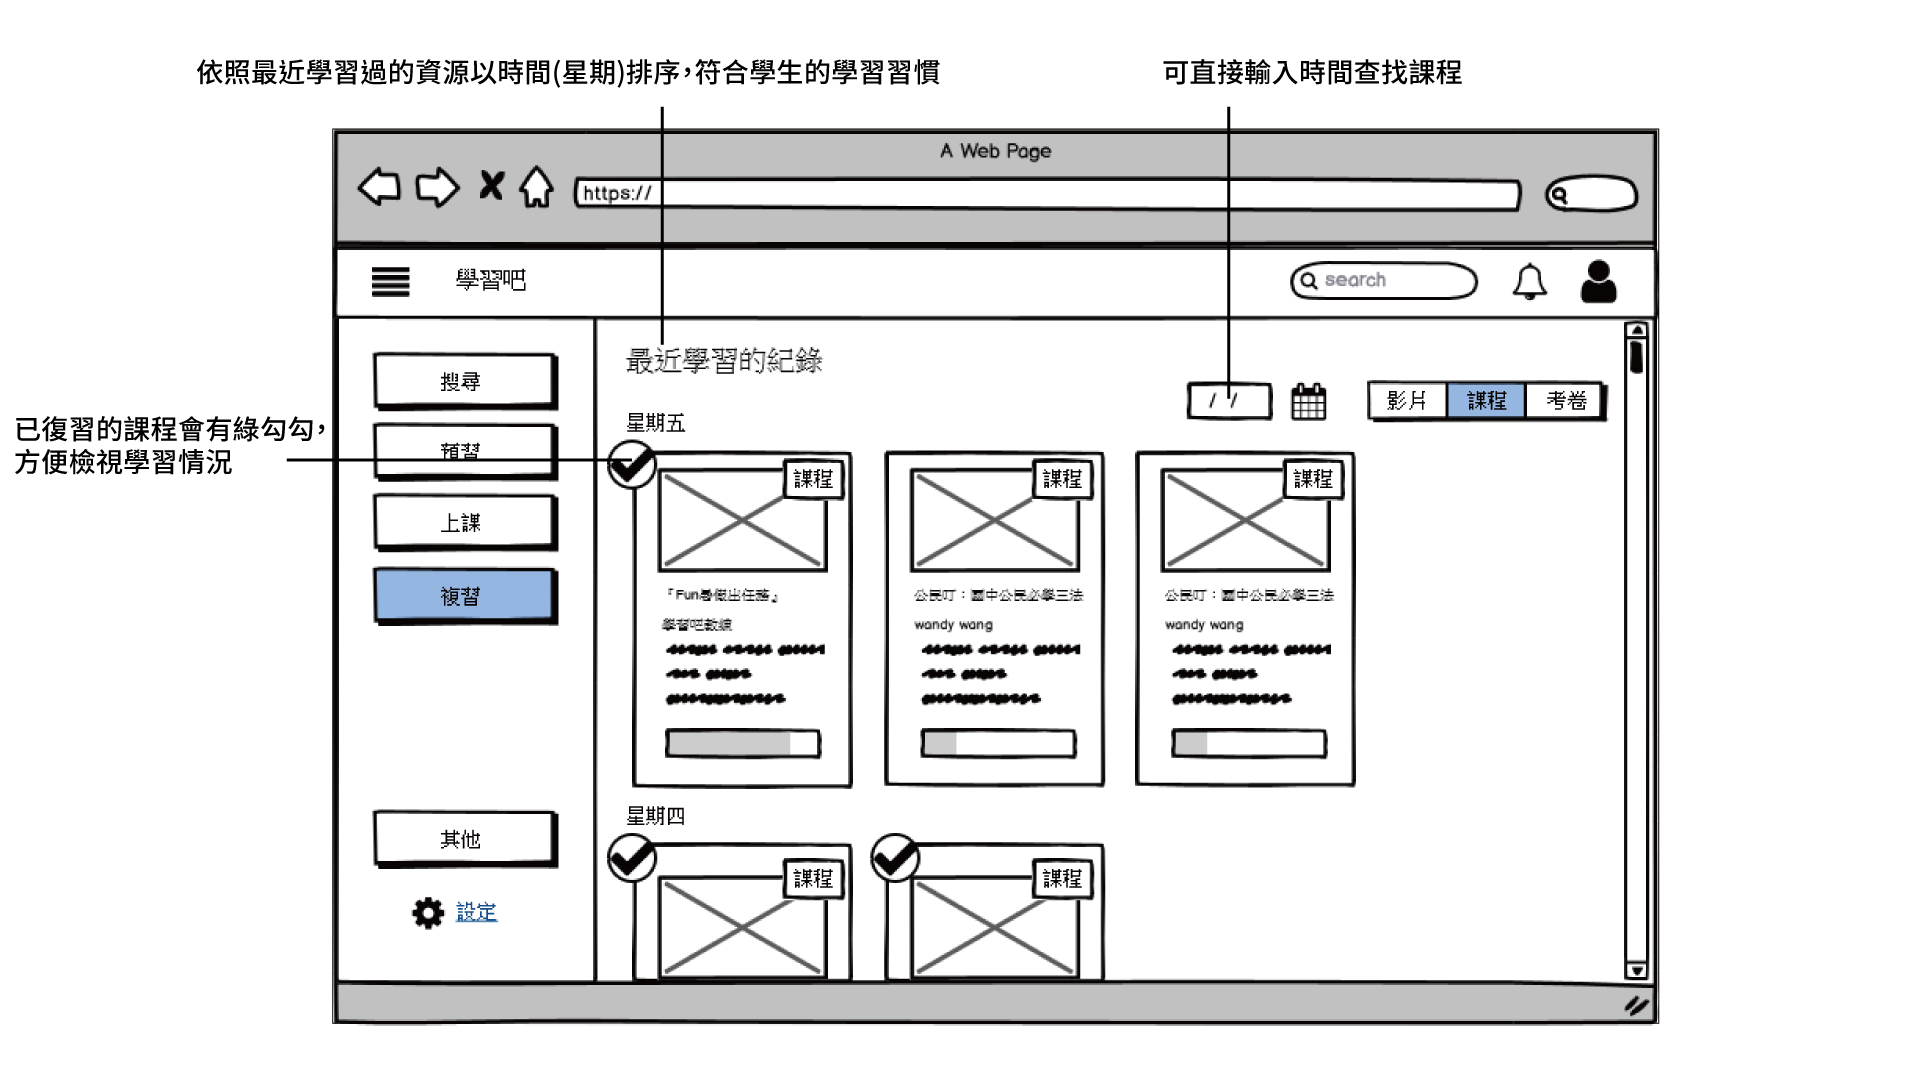 依照最近學習過的資源以時間(星期)排序，符合學生的學習習慣
可直接輸入時間查找課程
A Web Page
https://
學習吧
search
搜尋
預習
上課
複習
其他
設定
已復習的課程會有綠勾勾，
方便檢視學習情況
最近學習的紀錄
/ /
影片
課程
考卷
星期五
課程
『Fun暑假出任務』
學習吧教練
課程
公民叮：國中公民必學三法
wandy wang
課程
公民叮：國中公民必學三法
wandy wang
星期四
課程
課程